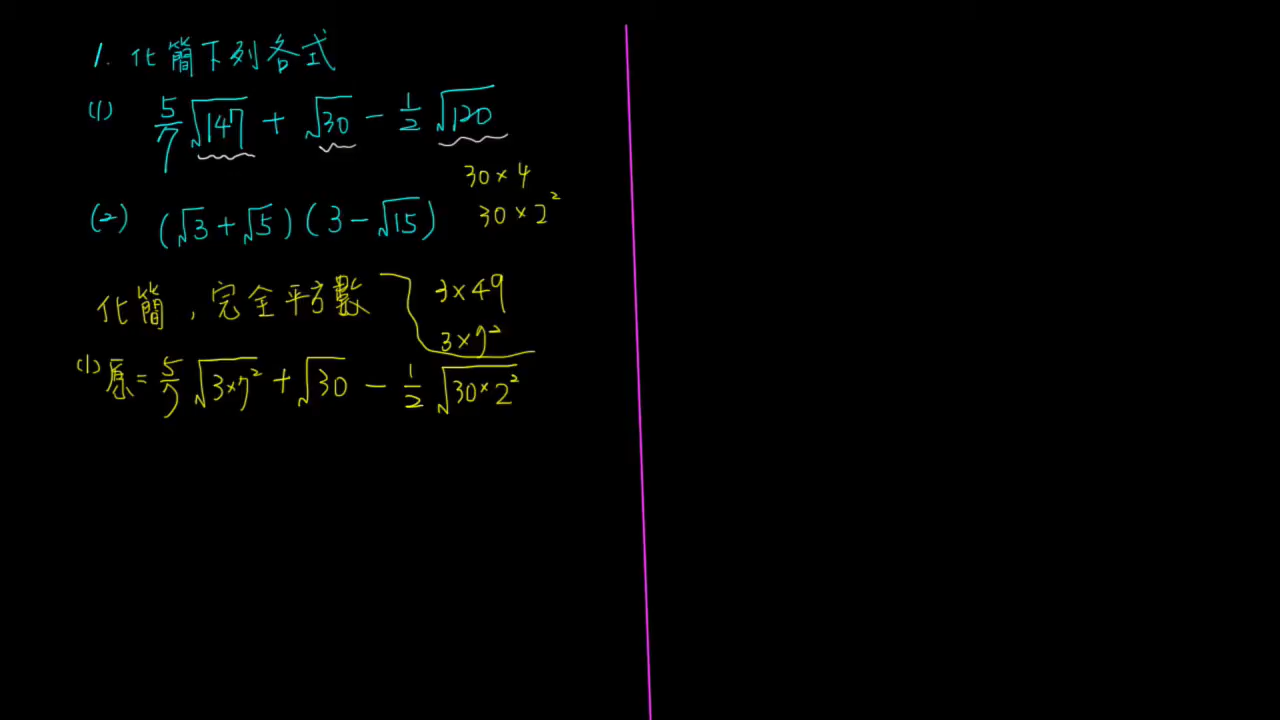 1. 化簡下列各式
(1) 5/7 √147 + √30 − 1/2 √120
30 × 4
(2) (√3 + √5)(3 − √15) 30 × 2²
化簡, 完全平方數 3 × 49
3 × 7²
(1) 原 = 5/7 √(3×7²) + √30 − 1/2 √(30×2²)